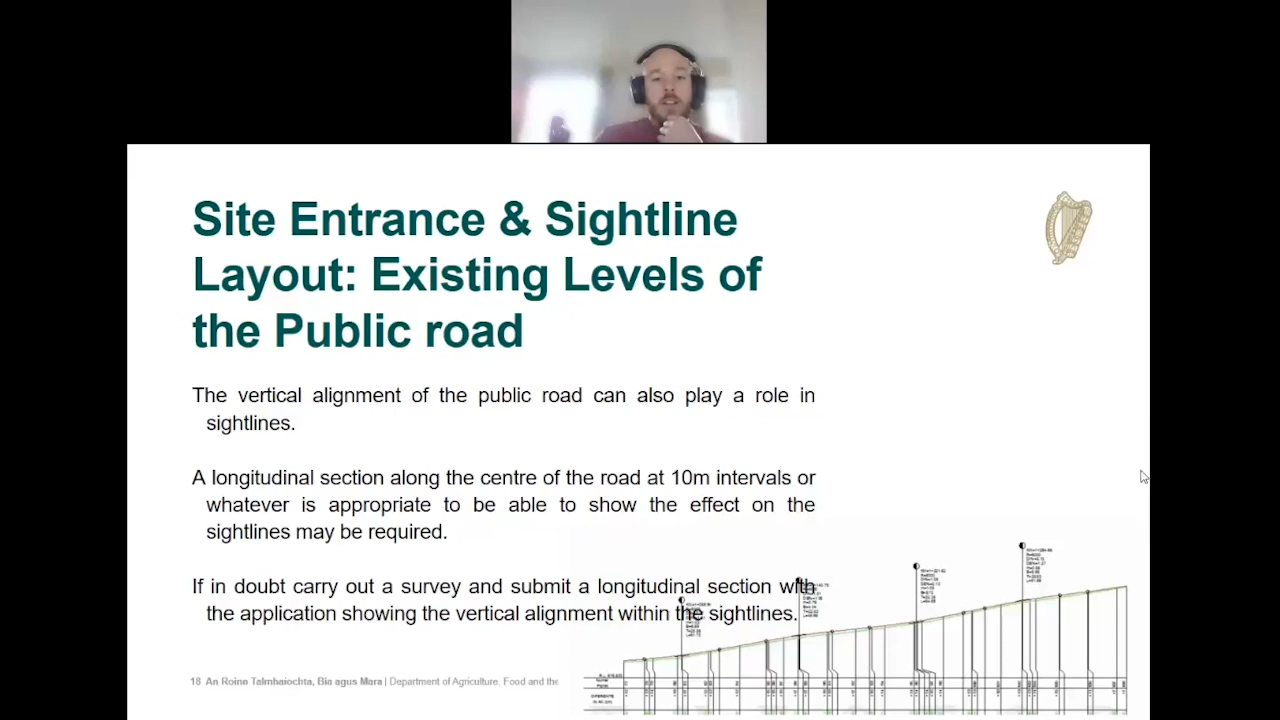 Site Entrance & Sightline
Layout: Existing Levels of
the Public road
The vertical alignment of the public road can also play a role in
sightlines.
A longitudinal section along the centre of the road at 10m intervals or
whatever is appropriate to be able to show the effect on the
sightlines may be required.
If in doubt carry out a survey and submit a longitudinal section with
the application showing the vertical alignment within the sightlines.
18 An Roinn Talmhaíochta, Bia agus Mara | Department of Agriculture, Food and the